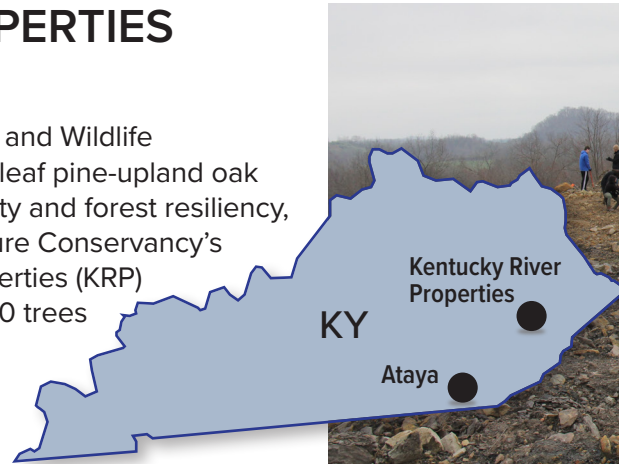 PERTIES
and Wildlife
leaf pine-upland oak
ty and forest resiliency,
ure Conservancy's
erties (KRP)
0 trees
Kentucky River
Properties
KY
Ataya